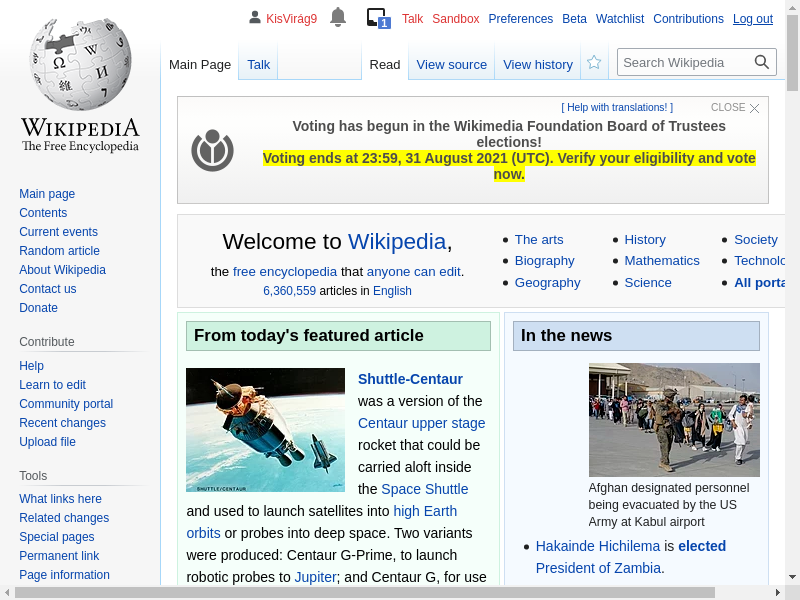 KisVirág9
1
Talk
Sandbox
Preferences
Beta
Watchlist
Contributions
Log out
Main Page
Talk
Read
View source
View history
Search Wikipedia
WIKIPEDIA
The Free Encyclopedia
Main page
Contents
Current events
Random article
About Wikipedia
Contact us
Donate
Contribute
Help
Learn to edit
Community portal
Recent changes
Upload file
Tools
What links here
Related changes
Special pages
Permanent link
Page information
[ Help with translations! ]
CLOSE
Voting has begun in the Wikimedia Foundation Board of Trustees
elections!
Voting ends at 23:59, 31 August 2021 (UTC). Verify your eligibility and vote
now.
Welcome to Wikipedia,
the free encyclopedia that anyone can edit.
6,360,559 articles in English
The arts
Biography
Geography
History
Mathematics
Science
Society
Technolo
All porta
From today's featured article
SHUTTLE/CENTAUR
Shuttle-Centaur
was a version of the
Centaur upper stage
rocket that could be
carried aloft inside
the Space Shuttle
and used to launch satellites into high Earth
orbits or probes into deep space. Two variants
were produced: Centaur G-Prime, to launch
robotic probes to Jupiter; and Centaur G, for use
In the news
Afghan designated personnel
being evacuated by the US
Army at Kabul airport
Hakainde Hichilema is elected
President of Zambia.